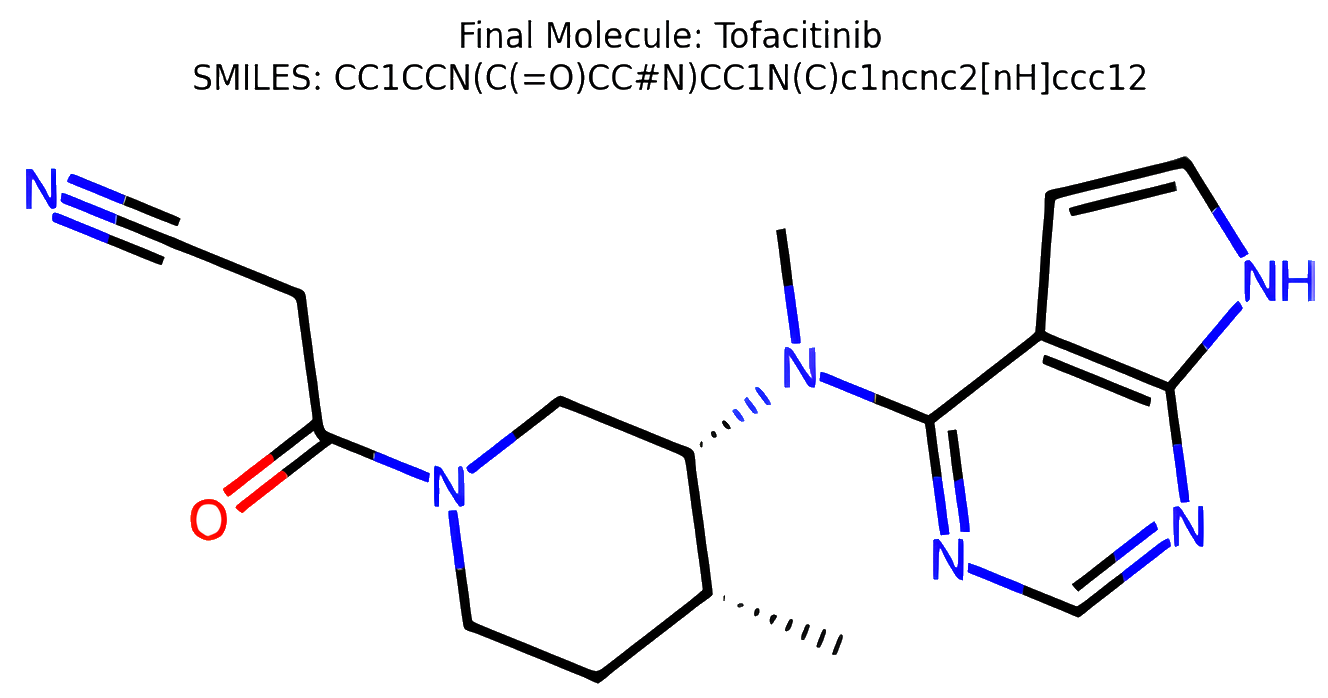 Final Molecule: Tofacitinib
SMILES: CC1CCN(C(=O)CC#N)CC1N(C)c1ncnc2[nH]ccc12
N
NH
N
N
O
N
N